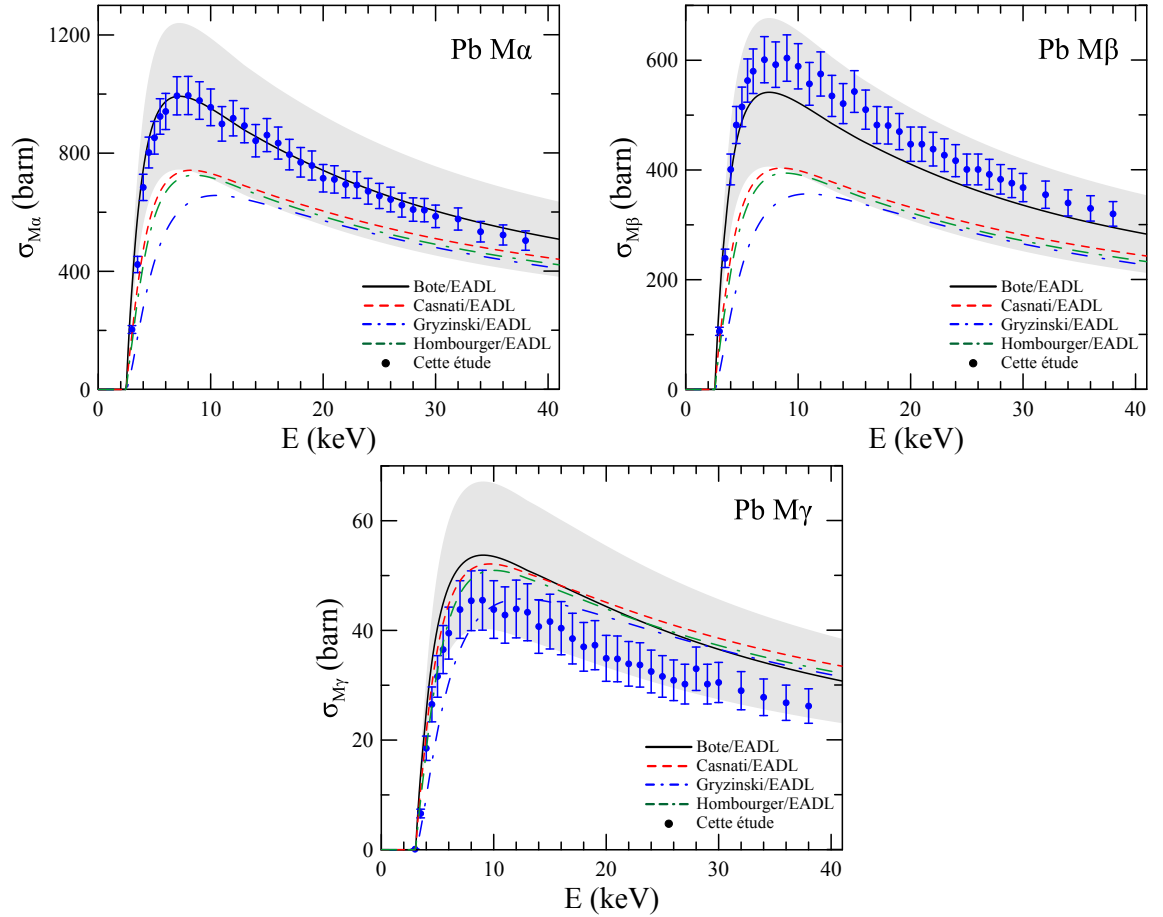 Pb Mα
σMα (barn)
1200
800
400
0
Bote/EADL
Casnati/EADL
Gryzinski/EADL
Hombourger/EADL
Cette étude
0 10 20 30 40
E (keV)
Pb Mβ
σMβ (barn)
600
400
200
0
Bote/EADL
Casnati/EADL
Gryzinski/EADL
Hombourger/EADL
Cette étude
0 10 20 30 40
E (keV)
Pb Mγ
σMγ (barn)
60
40
20
0
Bote/EADL
Casnati/EADL
Gryzinski/EADL
Hombourger/EADL
Cette étude
0 10 20 30 40
E (keV)